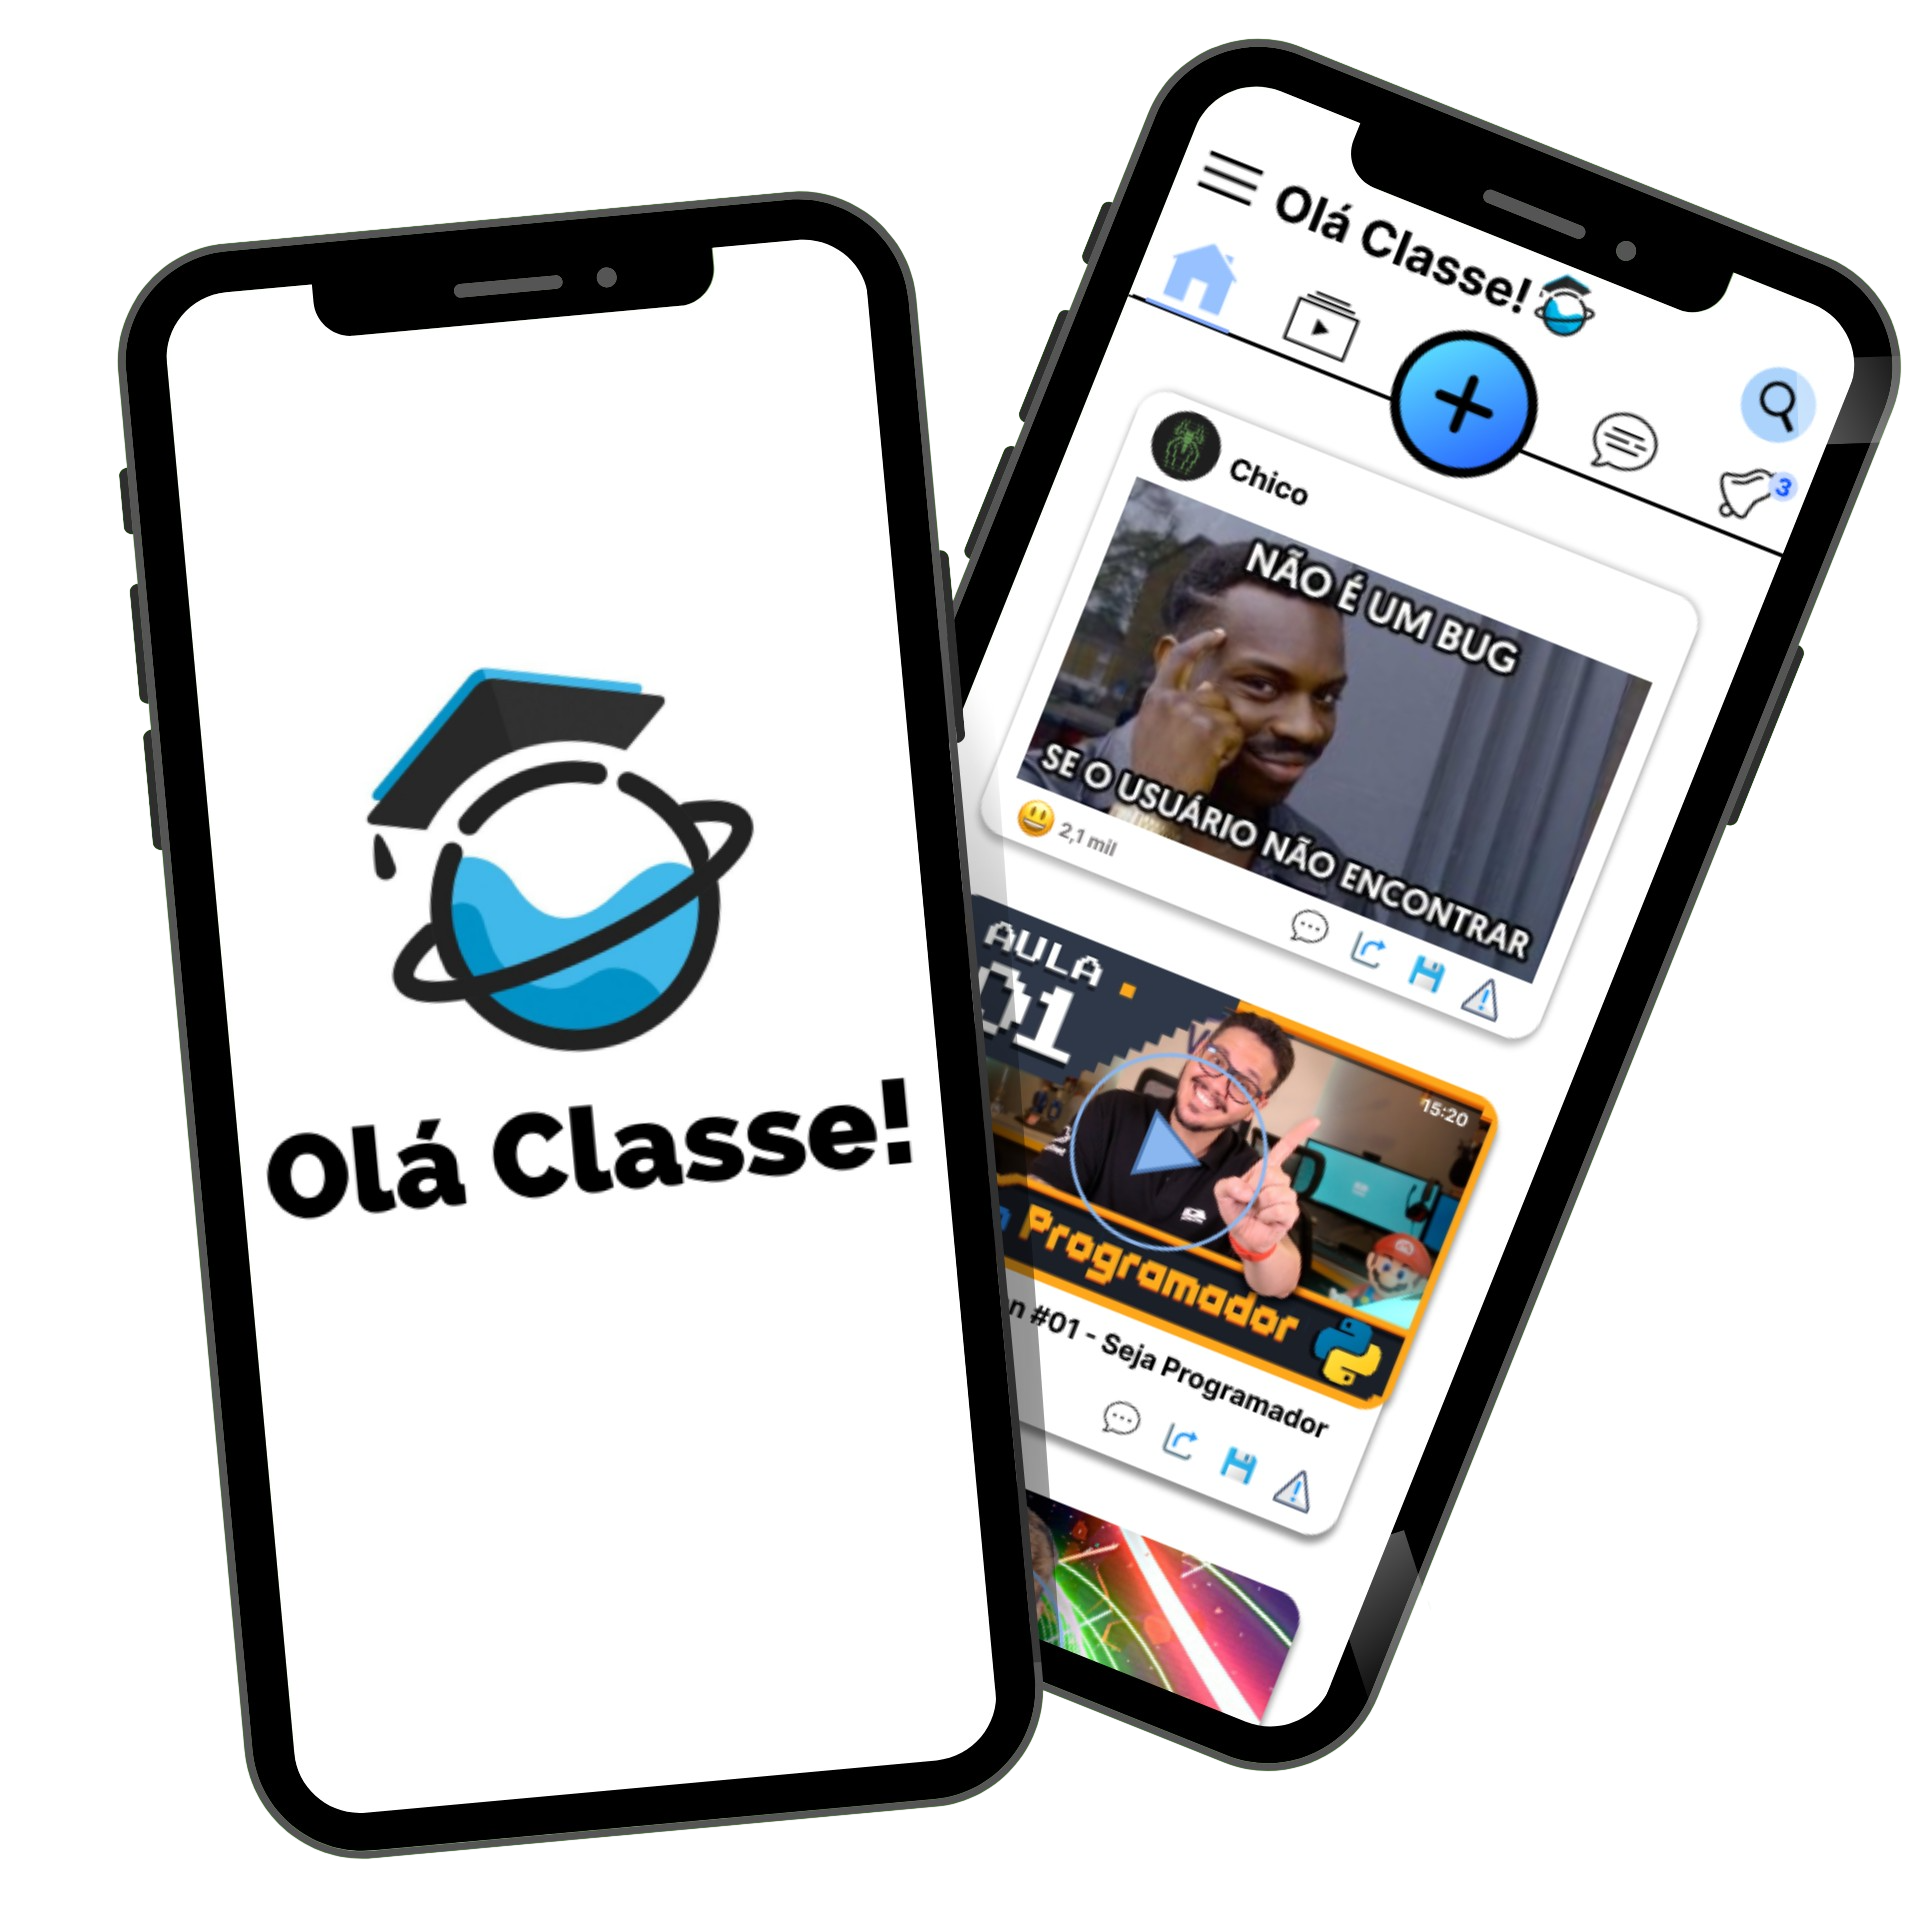 Olá Classe!
Olá Classe!
3
Chico
NÃO É UM BUG
SE O USUÁRIO NÃO ENCONTRAR
2,1 mil
AULA
01
15:20
Programador
n #01 - Seja Programador